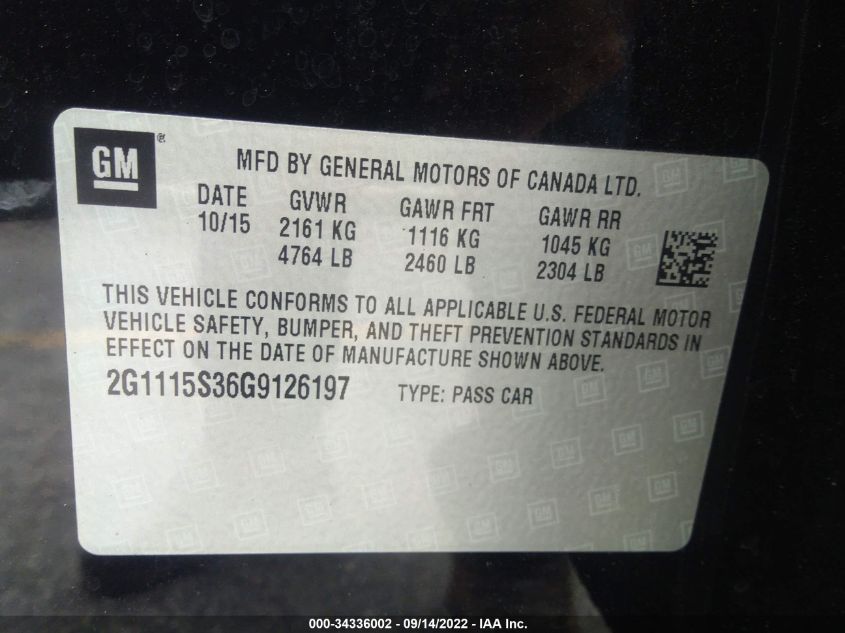 GM ®
MFD BY GENERAL MOTORS OF CANADA LTD.
DATE GVWR GAWR FRT GAWR RR
10/15 2161 KG 1116 KG 1045 KG
4764 LB 2460 LB 2304 LB
THIS VEHICLE CONFORMS TO ALL APPLICABLE U.S. FEDERAL MOTOR
VEHICLE SAFETY, BUMPER, AND THEFT PREVENTION STANDARDS IN
EFFECT ON THE DATE OF MANUFACTURE SHOWN ABOVE.
2G1115S36G9126197 TYPE: PASS CAR
000-34336002 - 09/14/2022 - IAA Inc.